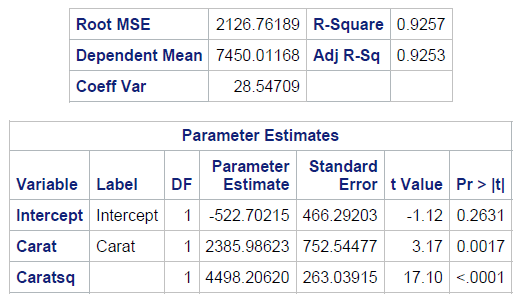 Root MSE 2126.76189 R-Square 0.9257
Dependent Mean 7450.01168 Adj R-Sq 0.9253
Coeff Var 28.54709
Parameter Estimates
Variable Label DF Parameter Estimate Standard Error t Value Pr > |t|
Intercept Intercept 1 -522.70215 466.29203 -1.12 0.2631
Carat Carat 1 2385.98623 752.54477 3.17 0.0017
Caratsq 1 4498.20620 263.03915 17.10 <.0001